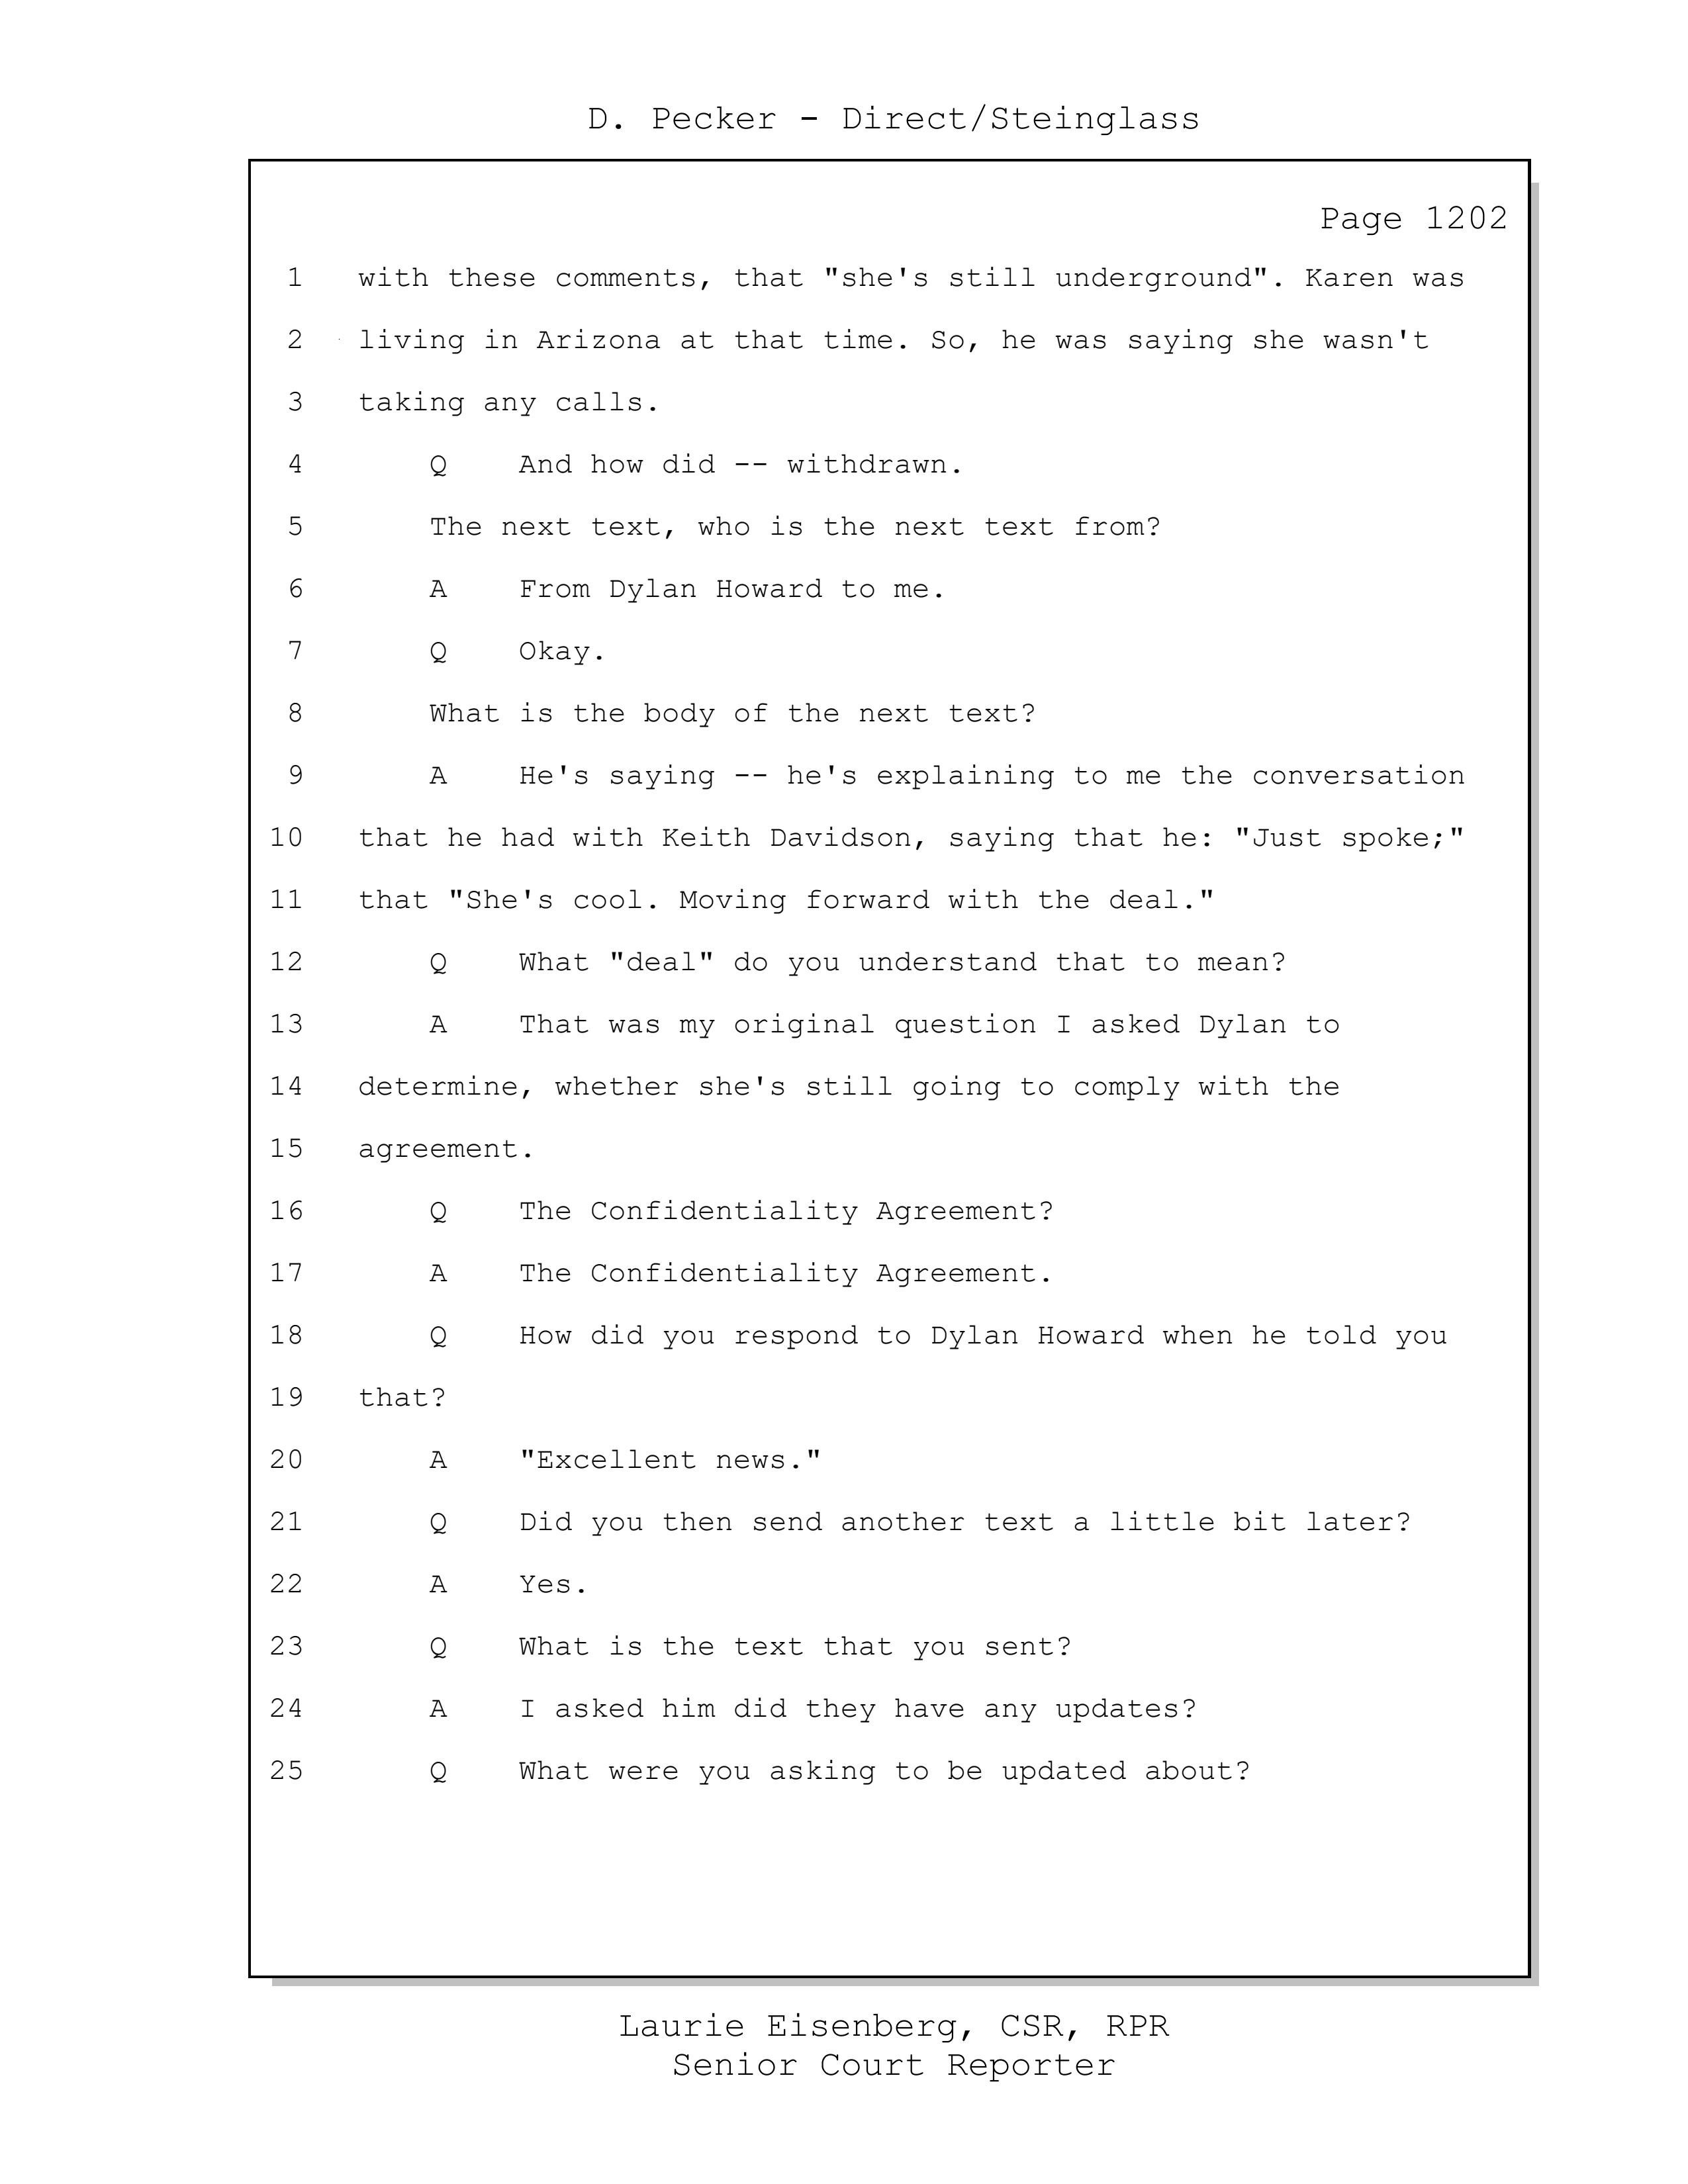 D. Pecker - Direct/Steinglass
Page 1202
1 with these comments, that "she's still underground". Karen was
2 living in Arizona at that time. So, he was saying she wasn't
3 taking any calls.
4 Q And how did -- withdrawn.
5 The next text, who is the next text from?
6 A From Dylan Howard to me.
7 Q Okay.
8 What is the body of the next text?
9 A He's saying -- he's explaining to me the conversation
10 that he had with Keith Davidson, saying that he: "Just spoke;"
11 that "She's cool. Moving forward with the deal."
12 Q What "deal" do you understand that to mean?
13 A That was my original question I asked Dylan to
14 determine, whether she's still going to comply with the
15 agreement.
16 Q The Confidentiality Agreement?
17 A The Confidentiality Agreement.
18 Q How did you respond to Dylan Howard when he told you
19 that?
20 A "Excellent news."
21 Q Did you then send another text a little bit later?
22 A Yes.
23 Q What is the text that you sent?
24 A I asked him did they have any updates?
25 Q What were you asking to be updated about?
Laurie Eisenberg, CSR, RPR
Senior Court Reporter